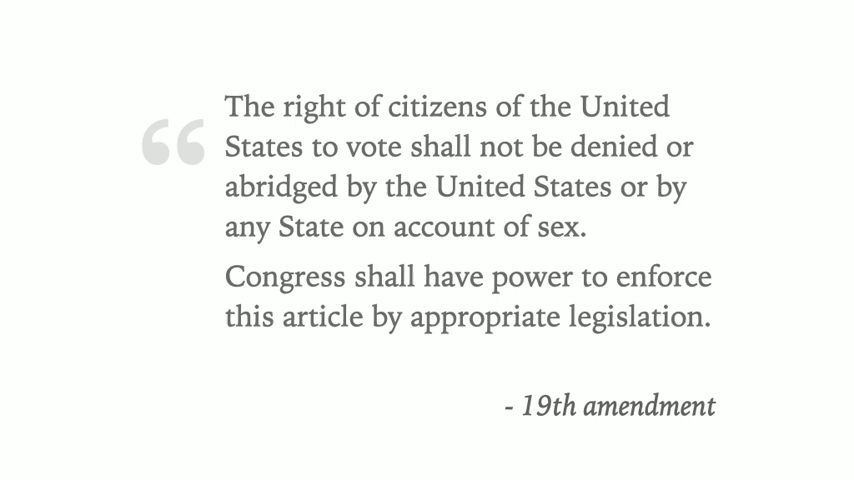 “
The right of citizens of the United
States to vote shall not be denied or
abridged by the United States or by
any State on account of sex.
Congress shall have power to enforce
this article by appropriate legislation.
- 19th amendment